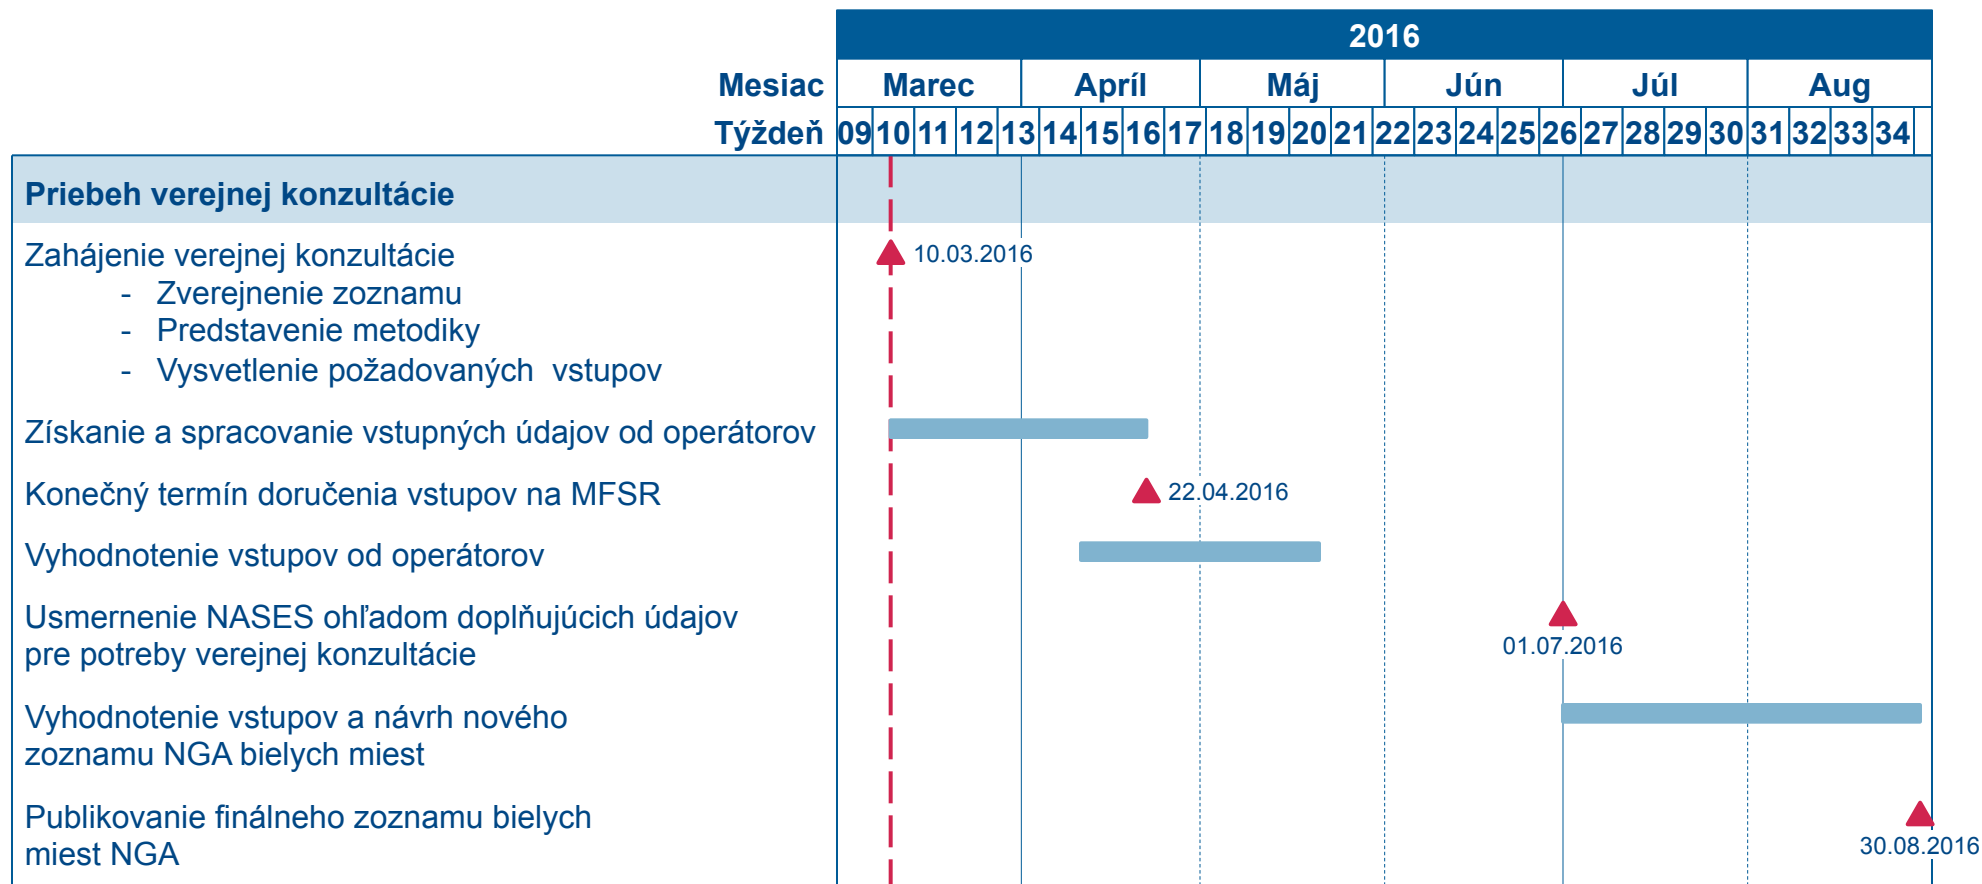 2016
Mesiac Marec Apríl Máj Jún Júl Aug
Týždeň 09 10 11 12 13 14 15 16 17 18 19 20 21 22 23 24 25 26 27 28 29 30 31 32 33 34
Priebeh verejnej konzultácie
Zahájenie verejnej konzultácie 10.03.2016
- Zverejnenie zoznamu
- Predstavenie metodiky
- Vysvetlenie požadovaných vstupov
Získanie a spracovanie vstupných údajov od operátorov
Konečný termín doručenia vstupov na MFSR 22.04.2016
Vyhodnotenie vstupov od operátorov
Usmernenie NASES ohľadom doplňujúcich údajov
pre potreby verejnej konzultácie 01.07.2016
Vyhodnotenie vstupov a návrh nového
zoznamu NGA bielych miest
Publikovanie finálneho zoznamu bielych
miest NGA 30.08.2016